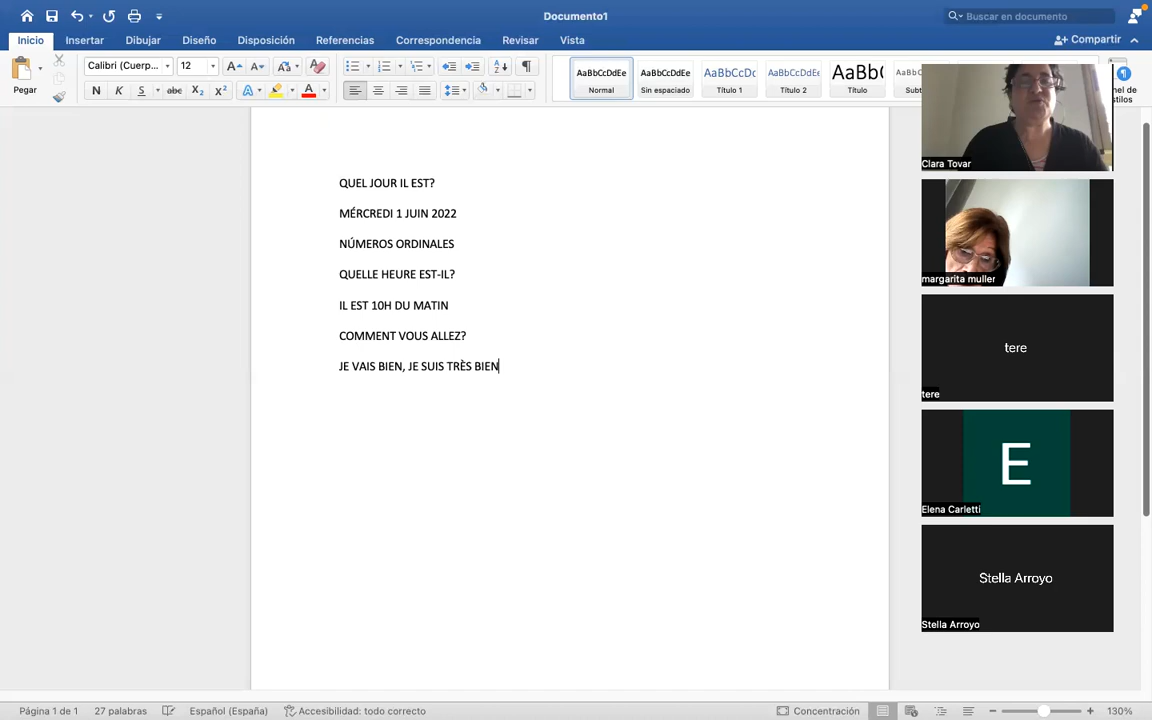 Documento1
Buscar en documento
Inicio Insertar Dibujar Diseño Disposición Referencias Correspondencia Revisar Vista Compartir
Pegar
Calibri (Cuerp... 12
AaBbCcDdEe AaBbCcDdEe AaBbCcDc AaBbCcDdEe AaBb(
Normal Sin espaciado Título 1 Título 2 Título Subt nel de
stilos
Clara Tovar
QUEL JOUR IL EST?
MÉRCREDI 1 JUIN 2022
NÚMEROS ORDINALES
QUELLE HEURE EST-IL?
IL EST 10H DU MATIN
COMMENT VOUS ALLEZ?
JE VAIS BIEN, JE SUIS TRÈS BIEN
margarita muller
tere
tere
E
Elena Carletti
Stella Arroyo
Stella Arroyo
Página 1 de 1 27 palabras Español (España) Accesibilidad: todo correcto Concentración 130%